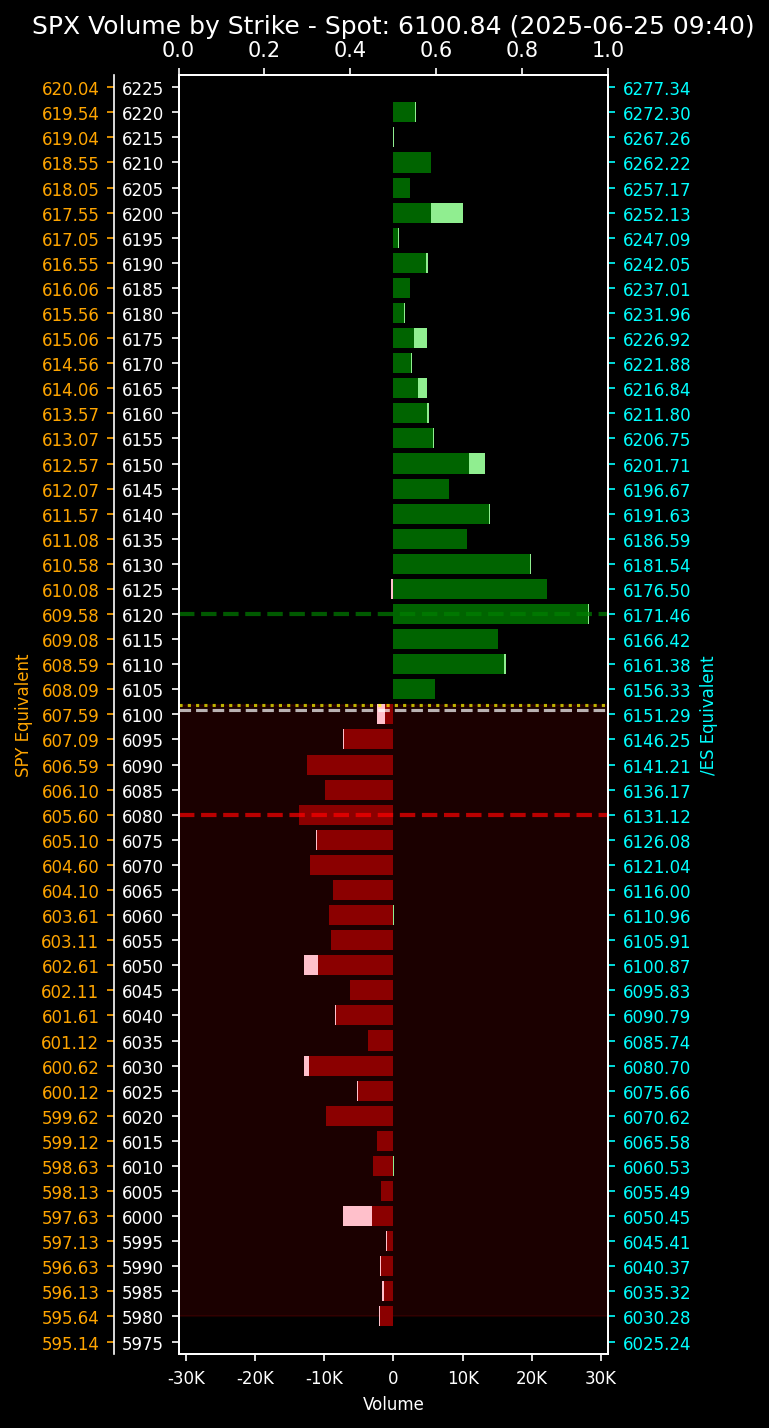 SPX Volume by Strike - Spot: 6100.84 (2025-06-25 09:40)
0.0 0.2 0.4 0.6 0.8 1.0
620.04 6225 6277.34
619.54 6220 6272.30
619.04 6215 6267.26
618.55 6210 6262.22
618.05 6205 6257.17
617.55 6200 6252.13
617.05 6195 6247.09
616.55 6190 6242.05
616.06 6185 6237.01
615.56 6180 6231.96
615.06 6175 6226.92
614.56 6170 6221.88
614.06 6165 6216.84
613.57 6160 6211.80
613.07 6155 6206.75
612.57 6150 6201.71
612.07 6145 6196.67
611.57 6140 6191.63
611.08 6135 6186.59
610.58 6130 6181.54
610.08 6125 6176.50
609.58 6120 6171.46
609.08 6115 6166.42
608.59 6110 6161.38
608.09 6105 6156.33
607.59 6100 6151.29
607.09 6095 6146.25
606.59 6090 6141.21
606.10 6085 6136.17
605.60 6080 6131.12
605.10 6075 6126.08
604.60 6070 6121.04
604.10 6065 6116.00
603.61 6060 6110.96
603.11 6055 6105.91
602.61 6050 6100.87
602.11 6045 6095.83
601.61 6040 6090.79
601.12 6035 6085.74
600.62 6030 6080.70
600.12 6025 6075.66
599.62 6020 6070.62
599.12 6015 6065.58
598.63 6010 6060.53
598.13 6005 6055.49
597.63 6000 6050.45
597.13 5995 6045.41
596.63 5990 6040.37
596.13 5985 6035.32
595.64 5980 6030.28
595.14 5975 6025.24
SPY Equivalent
/ES Equivalent
-30K -20K -10K 0 10K 20K 30K
Volume